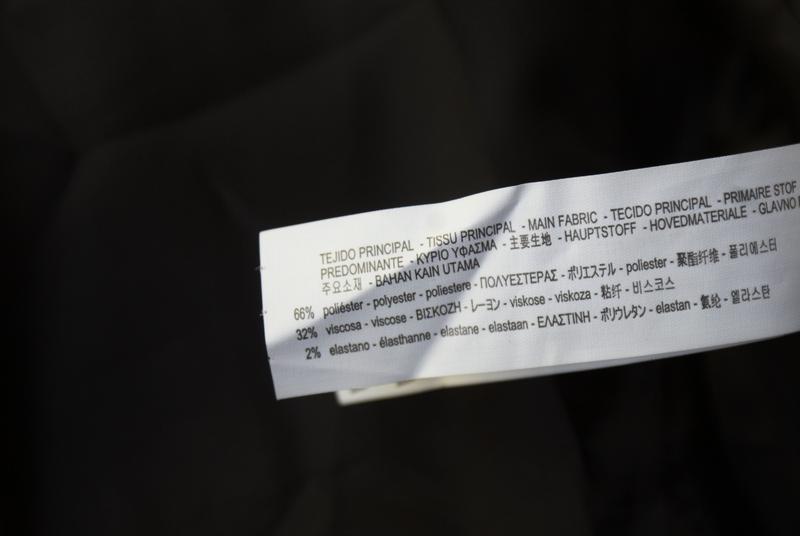 TEJIDO PRINCIPAL - TISSU PRINCIPAL - MAIN FABRIC - TECIDO PRINCIPAL - PRIMAIRE STOF
PREDOMINANTE - ΚΥΡΙΟ ΥΦΑΣΜΑ - 主要生地 - HAUPTSTOFF - HOVEDMATERIALE - GLAVNO
주요소재 - BAHAN KAIN UTAMA
66% poliéster - polyester - poliestere - ΠΟΛΥΕΣΤΕΡΑΣ - ポリエステル - poliester - 聚酯纤维 - 폴리에스터
32% viscosa - viscose - ΒΙΣΚΟΖΗ - レーヨン - viskose - viskoza - 粘纤 - 비스코스
2% elastano - élasthanne - elastane - elastaan - ΕΛΑΣΤΙΝΗ - ポリウレタン - elastan - 氨纶 - 엘라스탄